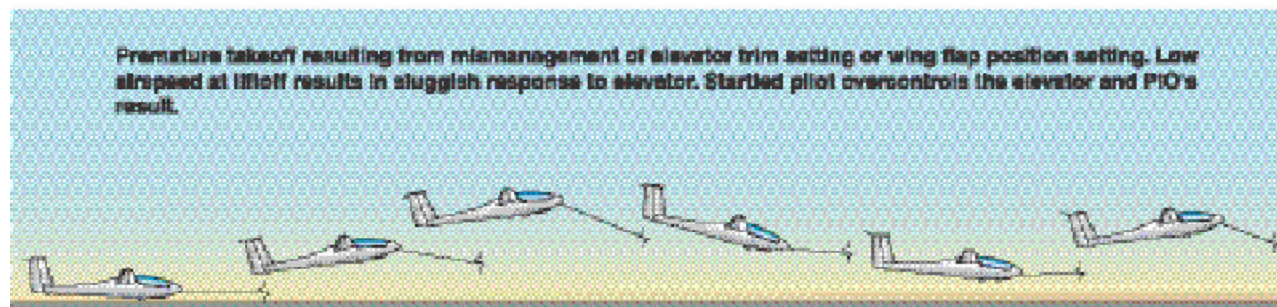 Premature takeoff resulting from mismanagement of elevator trim setting or wing flap position setting. Low
airspeed at liftoff results in sluggish response to elevator. Startled pilot overcontrols the elevator and PIO's
result.